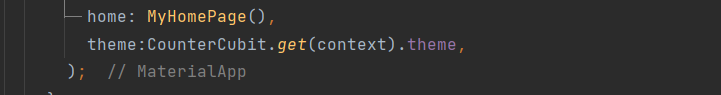 home: MyHomePage(),
theme:CounterCubit.get(context).theme,
);  // MaterialApp